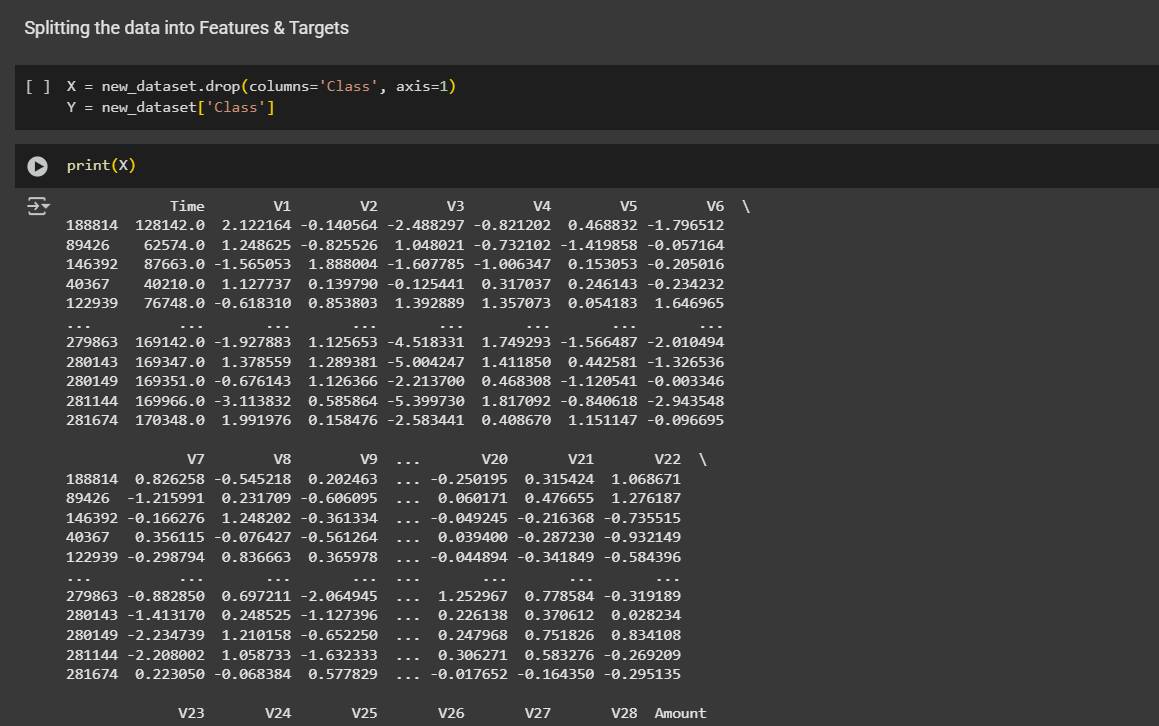 Splitting the data into Features & Targets
[ ] X = new_dataset.drop(columns='Class', axis=1)
Y = new_dataset['Class']
print(X)
Time V1 V2 V3 V4 V5 V6 \
188814 128142.0 2.122164 -0.140564 -2.488297 -0.821202 0.468832 -1.796512
89426 62574.0 1.248625 -0.825526 1.048021 -0.732102 -1.419858 -0.057164
146392 87663.0 -1.565053 1.888004 -1.607785 -1.006347 0.153053 -0.205016
40367 40210.0 1.127737 0.139790 -0.125441 0.317037 0.246143 -0.234232
122939 76748.0 -0.618310 0.853803 1.392889 1.357073 0.054183 1.646965
... ... ... ... ... ... ... ...
279863 169142.0 -1.927883 1.125653 -4.518331 1.749293 -1.566487 -2.010494
280143 169347.0 1.378559 1.289381 -5.004247 1.411850 0.442581 -1.326536
280149 169351.0 -0.676143 1.126366 -2.213700 0.468308 -1.120541 -0.003346
281144 169966.0 -3.113832 0.585864 -5.399730 1.817092 -0.840618 -2.943548
281674 170348.0 1.991976 0.158476 -2.583441 0.408670 1.151147 -0.096695
V7 V8 V9 ... V20 V21 V22 \
188814 0.826258 -0.545218 0.202463 ... -0.250195 0.315424 1.068671
89426 -1.215991 0.231709 -0.606095 ... 0.060171 0.476655 1.276187
146392 -0.166276 1.248202 -0.361334 ... -0.049245 -0.216368 -0.735515
40367 0.356115 -0.076427 -0.561264 ... 0.039400 -0.287230 -0.932149
122939 -0.298794 0.836663 0.365978 ... -0.044894 -0.341849 -0.584396
... ... ... ... ... ... ... ...
279863 -0.882850 0.697211 -2.064945 ... 1.252967 0.778584 -0.319189
280143 -1.413170 0.248525 -1.127396 ... 0.226138 0.370612 0.028234
280149 -2.234739 1.210158 -0.652250 ... 0.247968 0.751826 0.834108
281144 -2.208002 1.058733 -1.632333 ... 0.306271 0.583276 -0.269209
281674 0.223050 -0.068384 0.577829 ... -0.017652 -0.164350 -0.295135
V23 V24 V25 V26 V27 V28 Amount